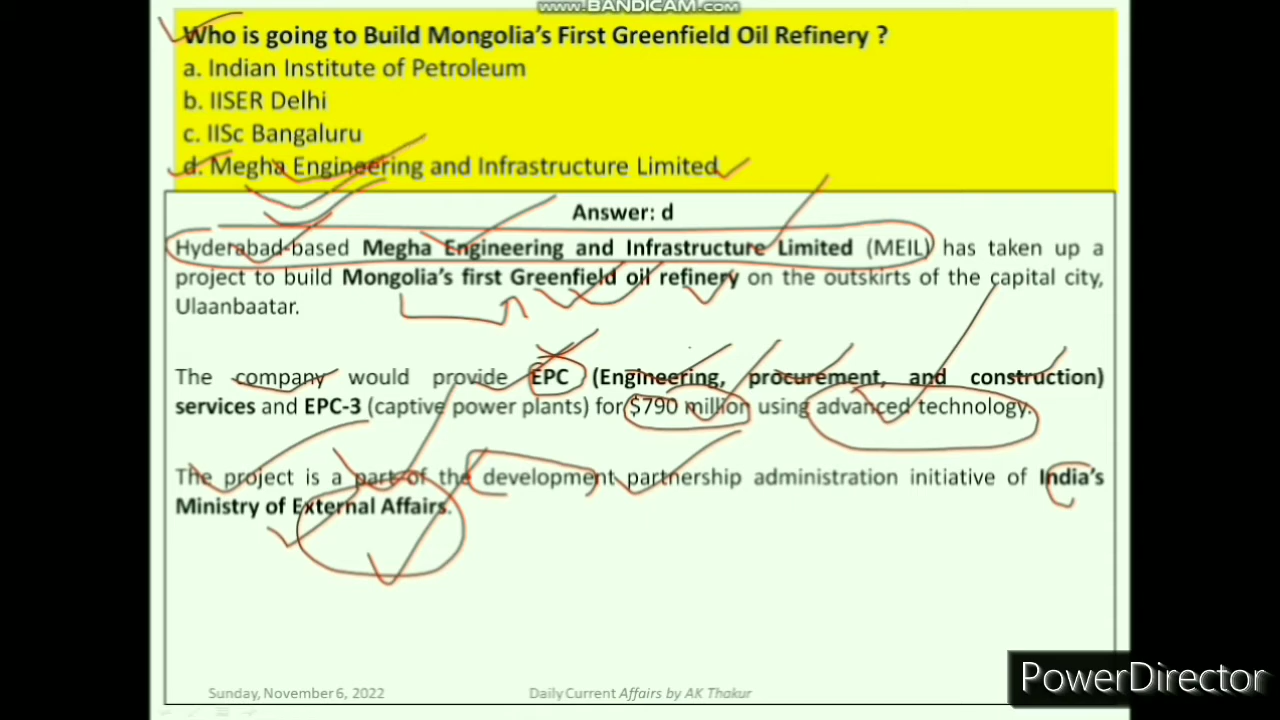 www.BANDICAM.com
Who is going to Build Mongolia's First Greenfield Oil Refinery ?
a. Indian Institute of Petroleum
b. IISER Delhi
c. IISc Bangaluru
d. Megha Engineering and Infrastructure Limited
Answer: d
Hyderabad-based Megha Engineering and Infrastructure Limited (MEIL) has taken up a
project to build Mongolia's first Greenfield oil refinery on the outskirts of the capital city,
Ulaanbaatar.
The company would provide EPC (Engineering, procurement, and construction)
services and EPC-3 (captive power plants) for $790 million using advanced technology.
The project is a part of the development partnership administration initiative of India's
Ministry of External Affairs.
Sunday, November 6, 2022
Daily Current Affairs by AK Thakur
PowerDirector